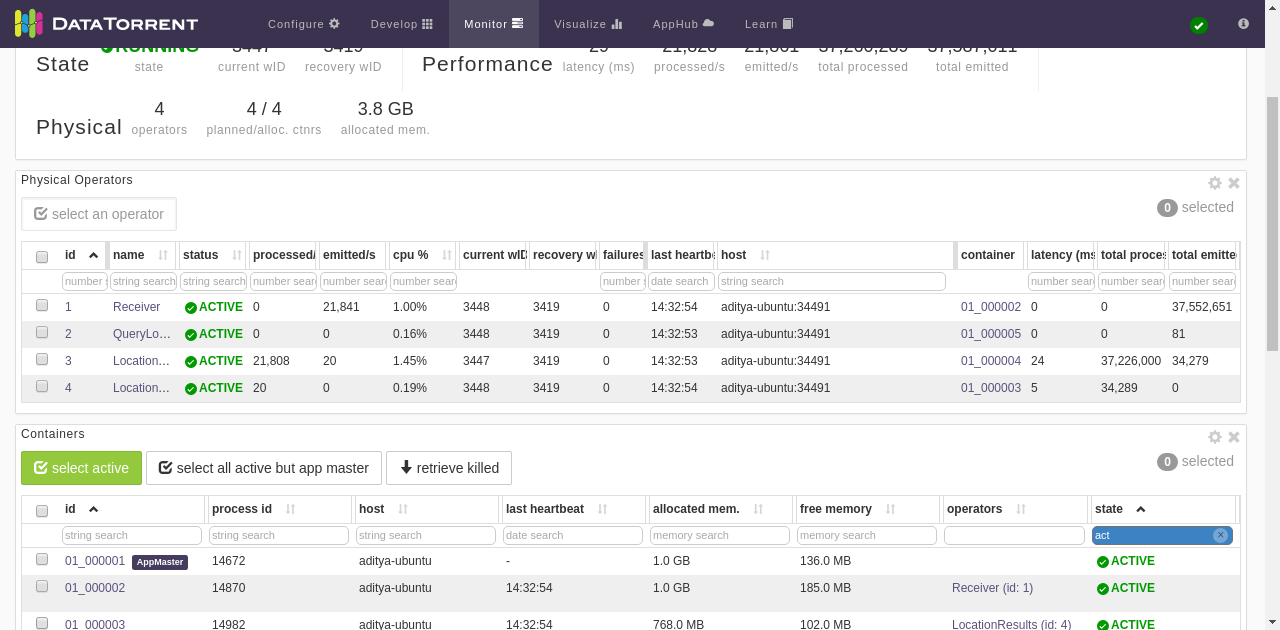 DATATORRENT Configure Develop Monitor Visualize AppHub Learn
RUNNING 3447 3419 29 21,828 21,861
State state current wID recovery wID Performance latency (ms) processed/s emitted/s total processed total emitted
4 4 / 4 3.8 GB
Physical operators planned/alloc. ctnrs allocated mem.
Physical Operators
select an operator 0 selected
id name status processed/ emitted/s cpu % current wID recovery w failures last heartbe host container latency (ms total proces total emitte
number string search string search number sear number sear number sear number date search string search number sear number sear number sear
1 Receiver ACTIVE 0 21,841 1.00% 3448 3419 0 14:32:54 aditya-ubuntu:34491 01_000002 0 0 37,552,651
2 QueryLo… ACTIVE 0 0 0.16% 3448 3419 0 14:32:53 aditya-ubuntu:34491 01_000005 0 0 81
3 Location… ACTIVE 21,808 20 1.45% 3447 3419 0 14:32:53 aditya-ubuntu:34491 01_000004 24 37,226,000 34,279
4 Location… ACTIVE 20 0 0.19% 3448 3419 0 14:32:54 aditya-ubuntu:34491 01_000003 5 34,289 0
Containers
select active select all active but app master retrieve killed 0 selected
id process id host last heartbeat allocated mem. free memory operators state
string search string search string search date search memory search memory search act
01_000001 AppMaster 14672 aditya-ubuntu - 1.0 GB 136.0 MB ACTIVE
01_000002 14870 aditya-ubuntu 14:32:54 1.0 GB 185.0 MB Receiver (id: 1) ACTIVE
01_000003 14982 aditya-ubuntu 14:32:54 768.0 MB 102.0 MB LocationResults (id: 4) ACTIVE